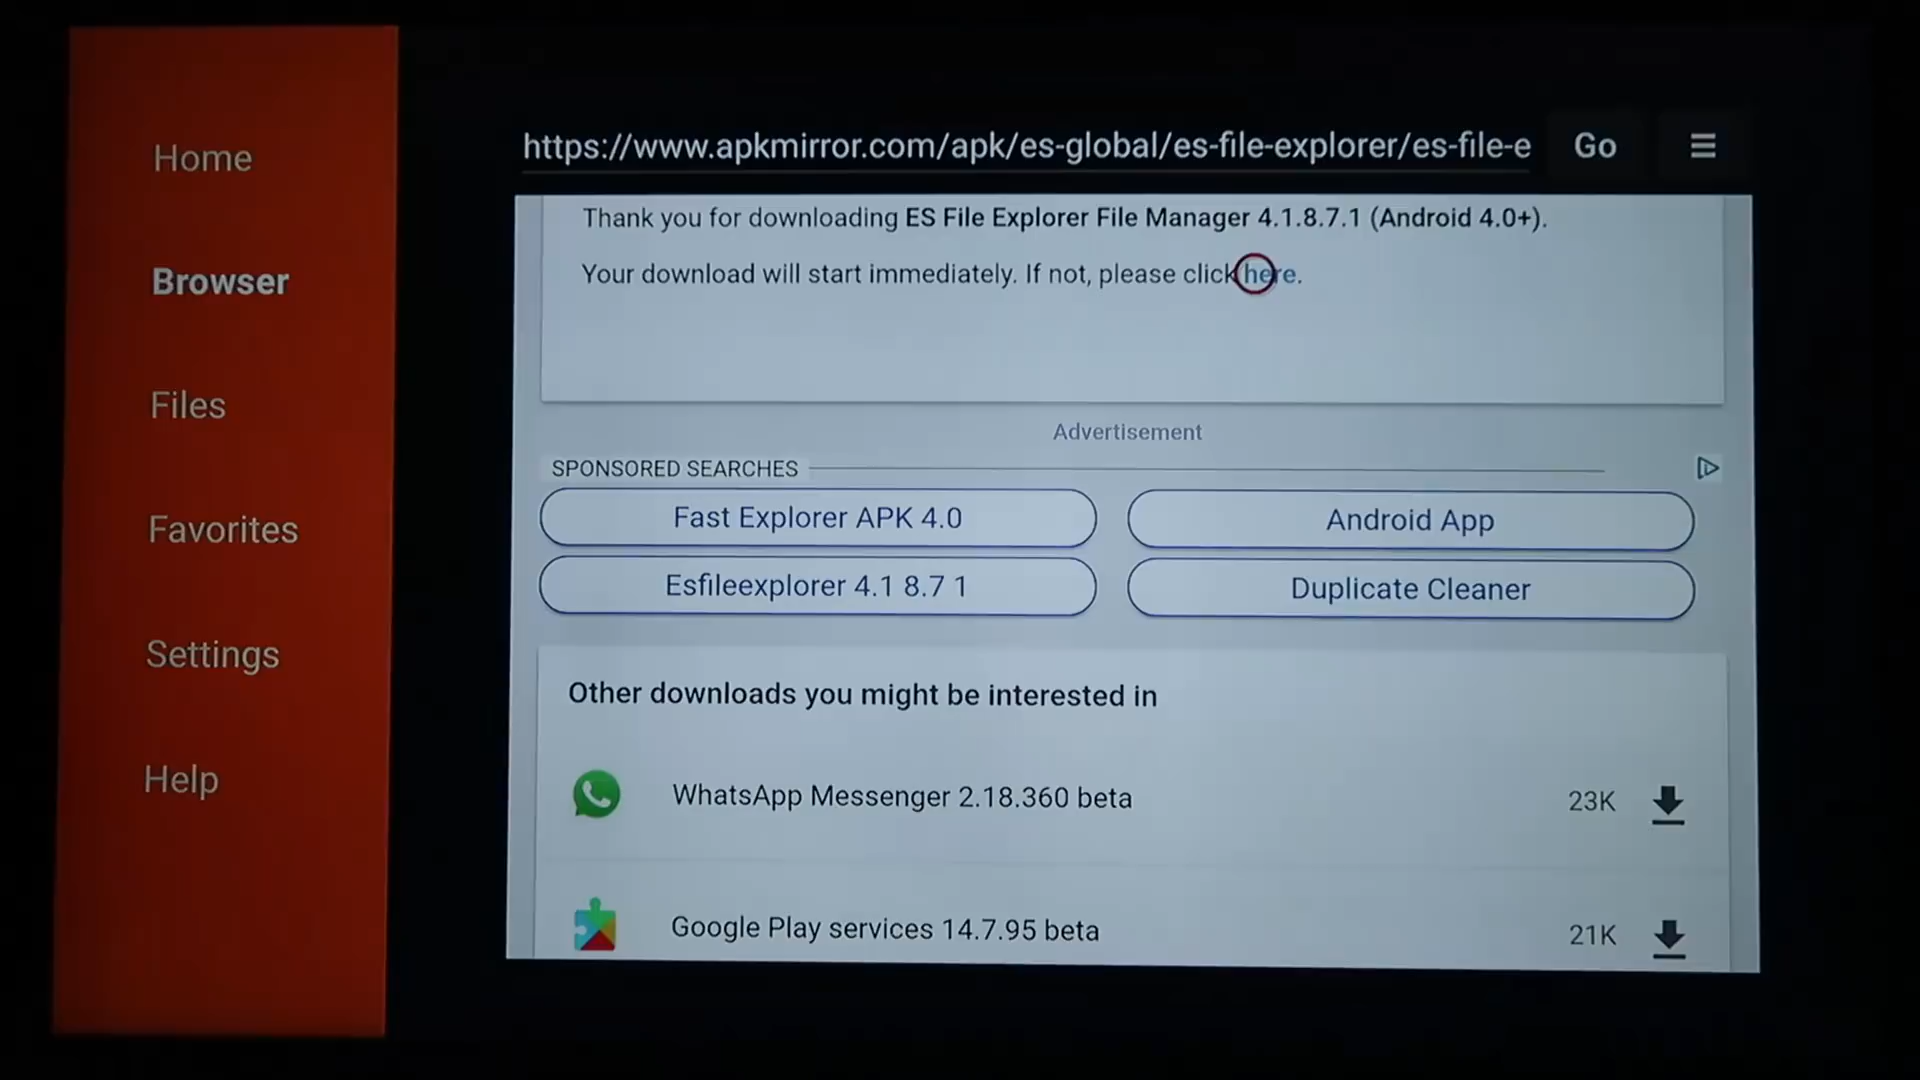 Home
Browser
Files
Favorites
Settings
Help
https://www.apkmirror.com/apk/es-global/es-file-explorer/es-file-e
Go
Thank you for downloading ES File Explorer File Manager 4.1.8.7.1 (Android 4.0+).
Your download will start immediately. If not, please click here.
Advertisement
SPONSORED SEARCHES
Fast Explorer APK 4.0
Android App
Esfileexplorer 4.1 8.7 1
Duplicate Cleaner
Other downloads you might be interested in
WhatsApp Messenger 2.18.360 beta
23K
Google Play services 14.7.95 beta
21K